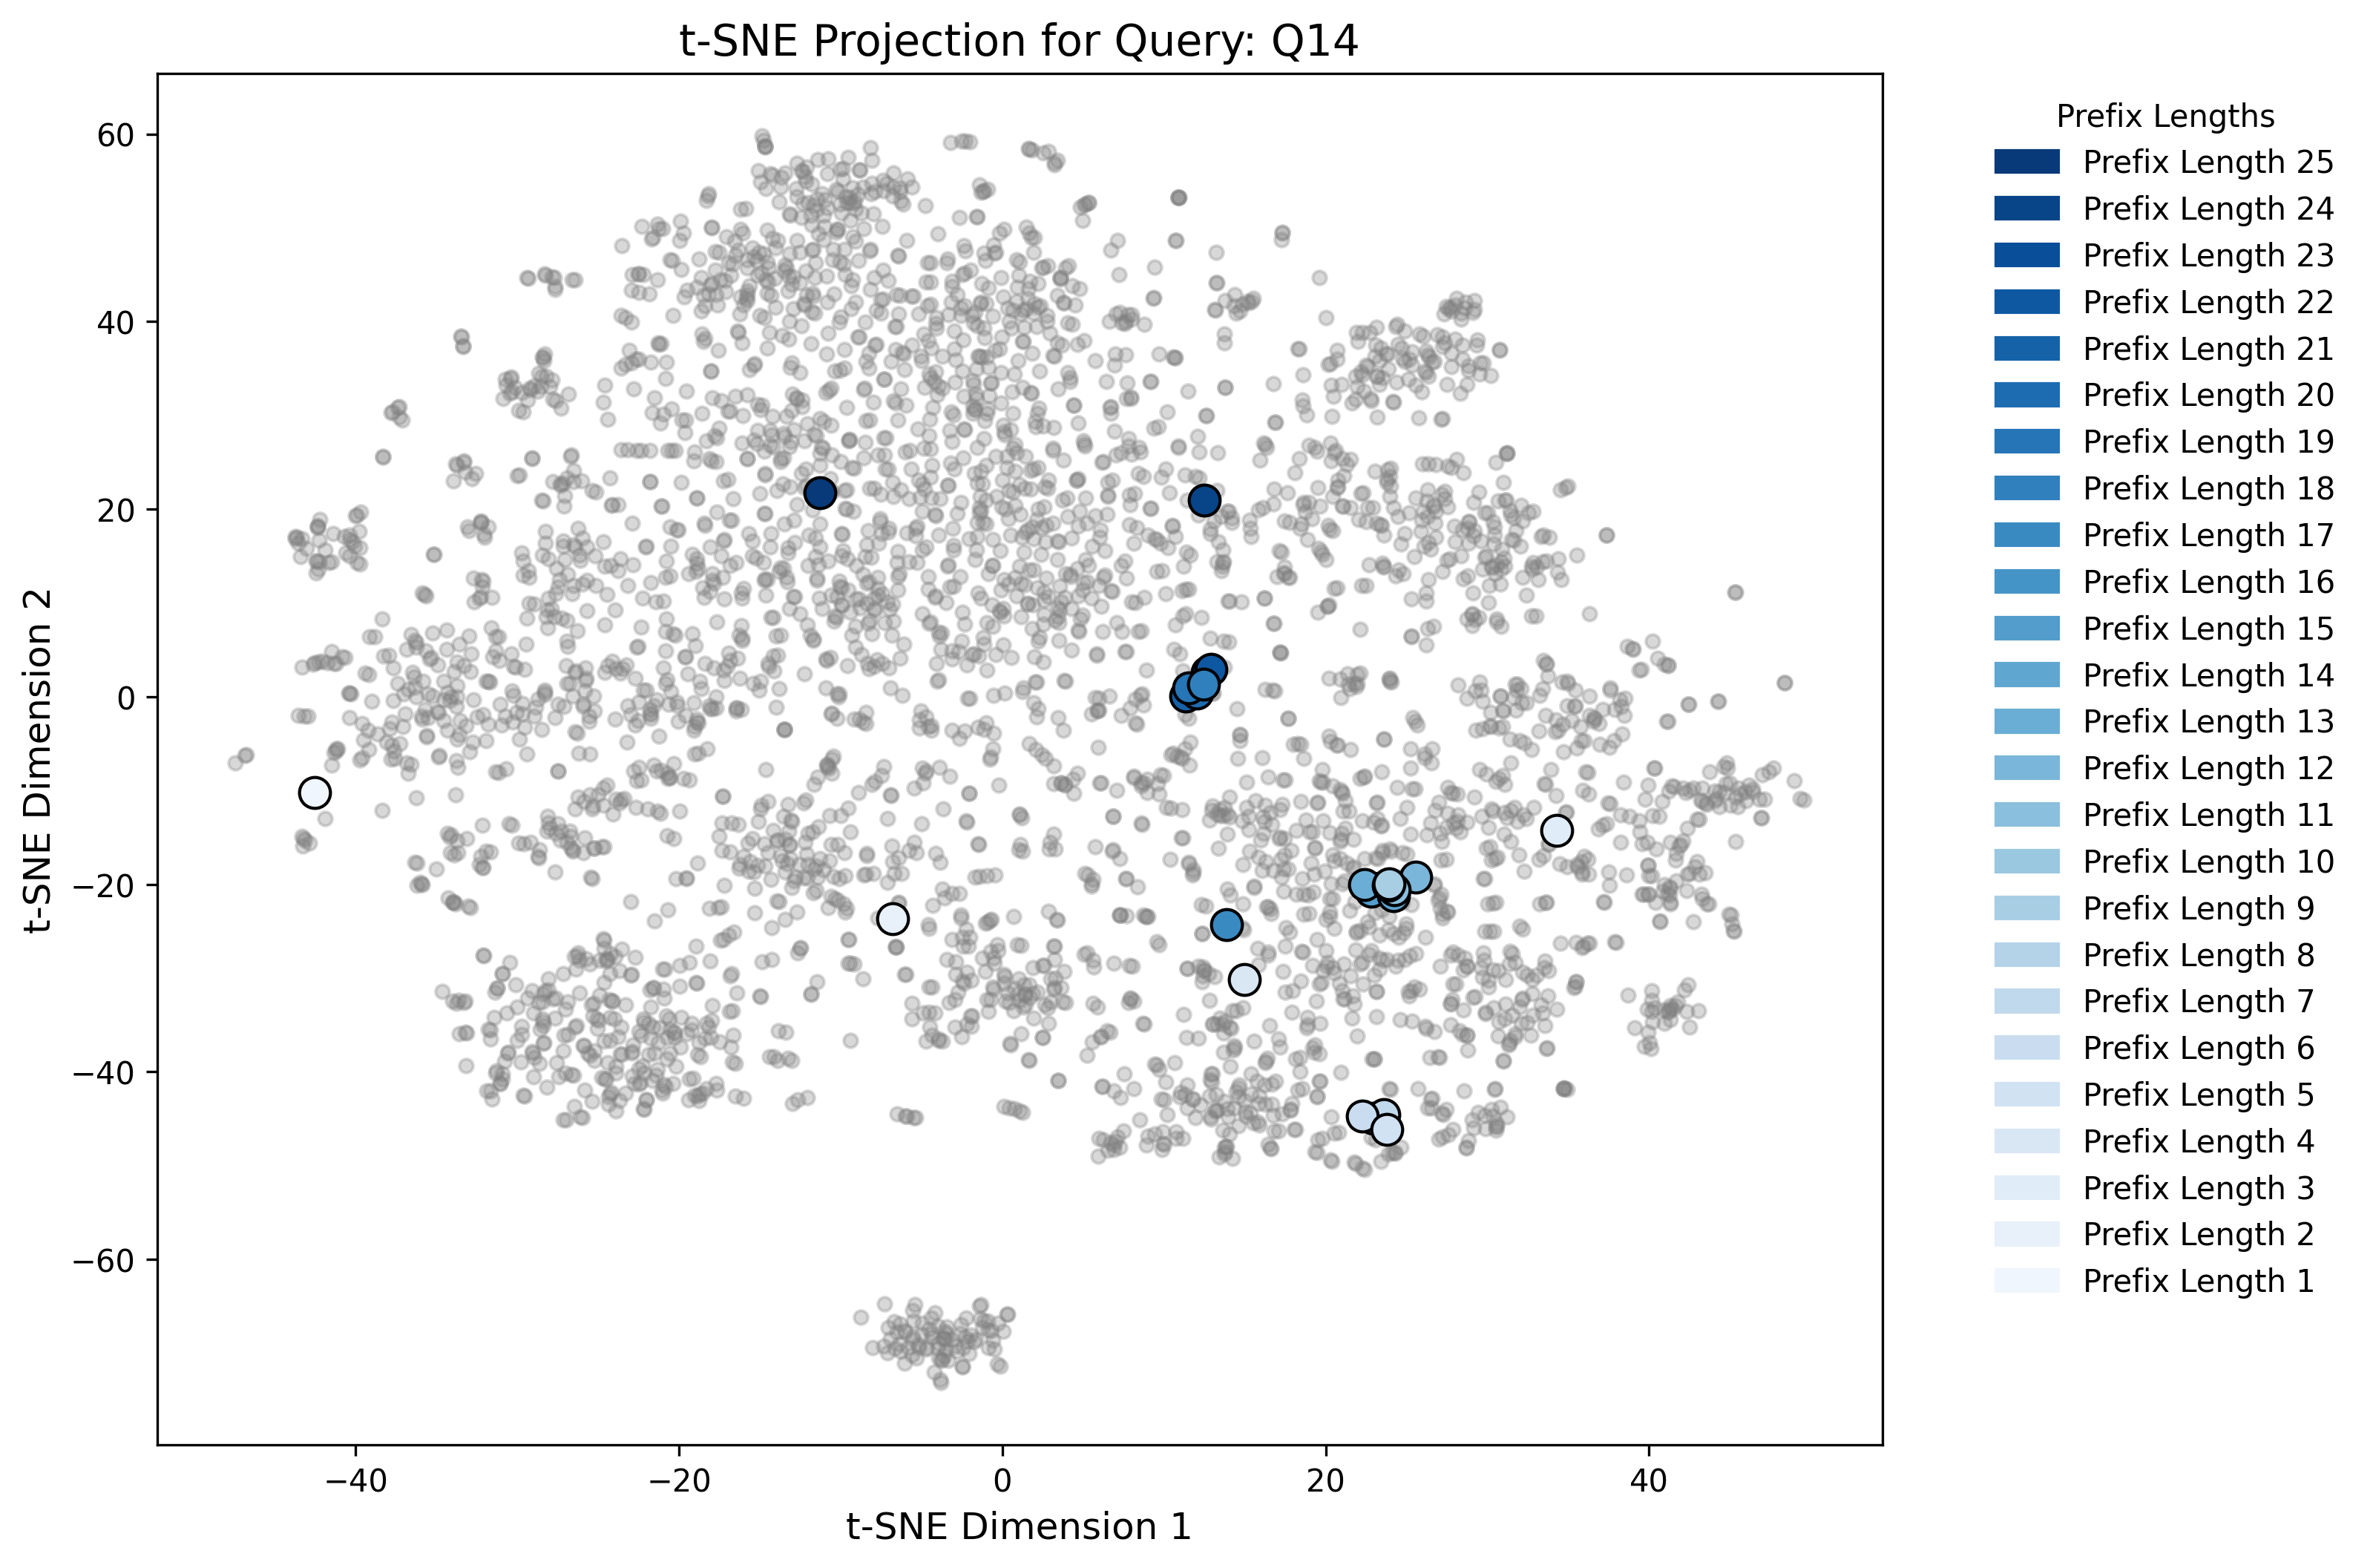 t-SNE Projection for Query: Q14
Prefix Lengths
Prefix Length 25
Prefix Length 24
Prefix Length 23
Prefix Length 22
Prefix Length 21
Prefix Length 20
Prefix Length 19
Prefix Length 18
Prefix Length 17
Prefix Length 16
Prefix Length 15
Prefix Length 14
Prefix Length 13
Prefix Length 12
Prefix Length 11
Prefix Length 10
Prefix Length 9
Prefix Length 8
Prefix Length 7
Prefix Length 6
Prefix Length 5
Prefix Length 4
Prefix Length 3
Prefix Length 2
Prefix Length 1
t-SNE Dimension 2
60
40
20
0
−20
−40
−60
−40 −20 0 20 40
t-SNE Dimension 1